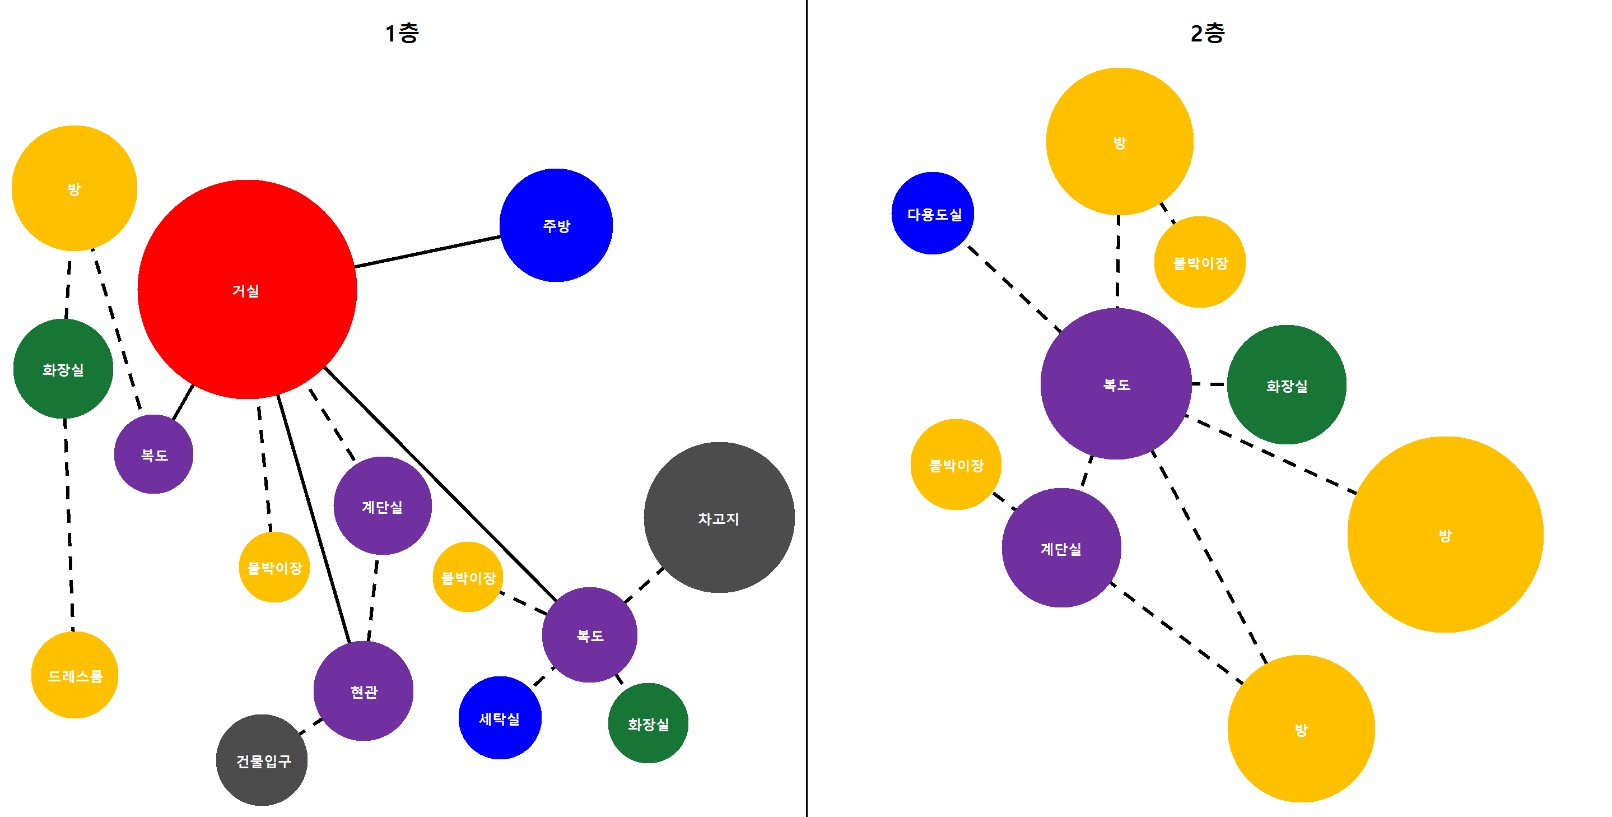 1층
방
거실
주방
화장실
복도
계단실
차고지
붙박이장
붙박이장
복도
드레스룸
현관
세탁실
화장실
건물입구
2층
방
다용도실
붙박이장
복도
화장실
붙박이장
계단실
방
방